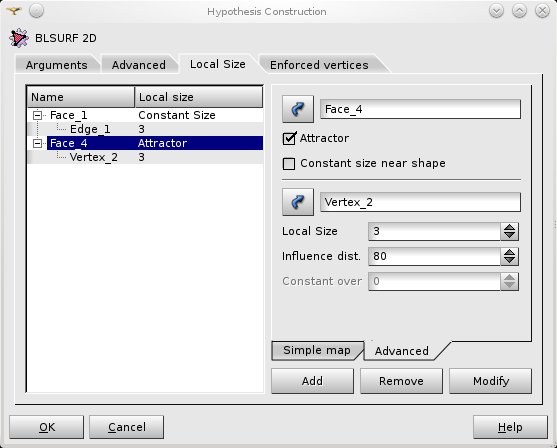 Hypothesis Construction
BLSURF 2D
Arguments Advanced Local Size Enforced vertices
Name Local size
Face_1 Constant Size
Edge_1 3
Face_4 Attractor
Vertex_2 3
Face_4
Attractor
Constant size near shape
Vertex_2
Local Size 3
Influence dist. 80
Constant over 0
Simple map Advanced
Add Remove Modify
OK Cancel Help